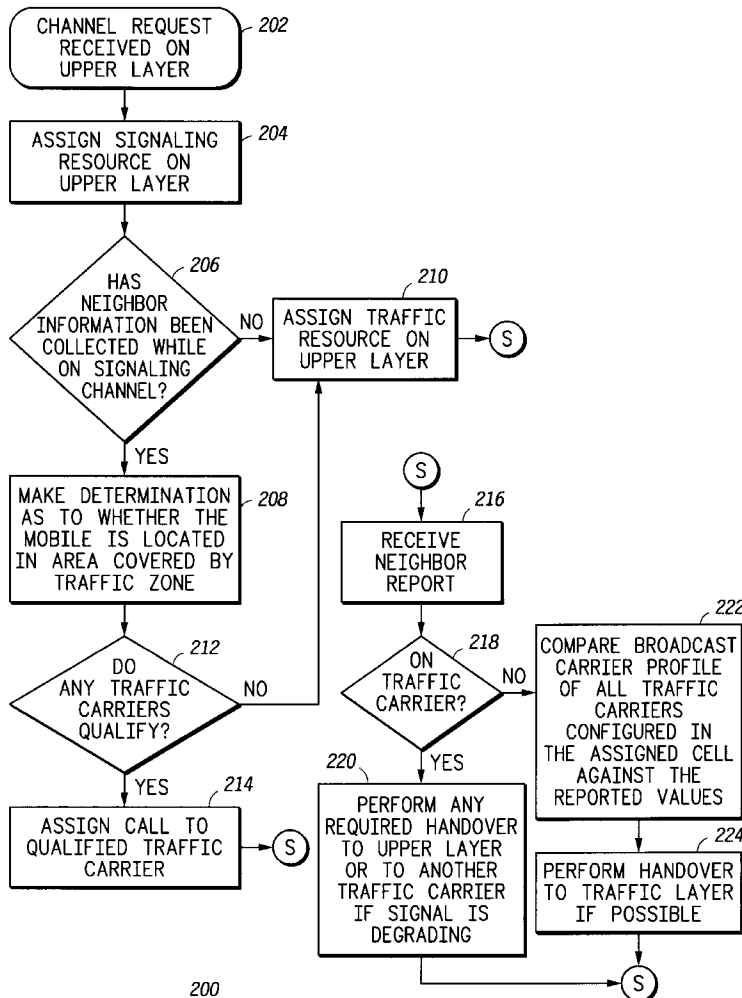 CHANNEL REQUEST
RECEIVED ON
UPPER LAYER
202
ASSIGN SIGNALING
RESOURCE ON
UPPER LAYER
204
HAS
NEIGHBOR
INFORMATION BEEN
COLLECTED WHILE
ON SIGNALING
CHANNEL?
206
NO
YES
ASSIGN TRAFFIC
RESOURCE ON
UPPER LAYER
210
S
MAKE DETERMINATION
AS TO WHETHER THE
MOBILE IS LOCATED
IN AREA COVERED BY
TRAFFIC ZONE
208
DO
ANY TRAFFIC
CARRIERS
QUALIFY?
212
NO
YES
ASSIGN CALL TO
QUALIFIED TRAFFIC
CARRIER
214
S
S
RECEIVE
NEIGHBOR
REPORT
216
ON
TRAFFIC
CARRIER?
218
NO
YES
PERFORM ANY
REQUIRED HANDOVER
TO UPPER LAYER
OR TO ANOTHER
TRAFFIC CARRIER
IF SIGNAL IS
DEGRADING
220
COMPARE BROADCAST
CARRIER PROFILE
OF ALL TRAFFIC
CARRIERS
CONFIGURED IN
THE ASSIGNED CELL
AGAINST THE
REPORTED VALUES
222
PERFORM HANDOVER
TO TRAFFIC LAYER
IF POSSIBLE
224
S
200